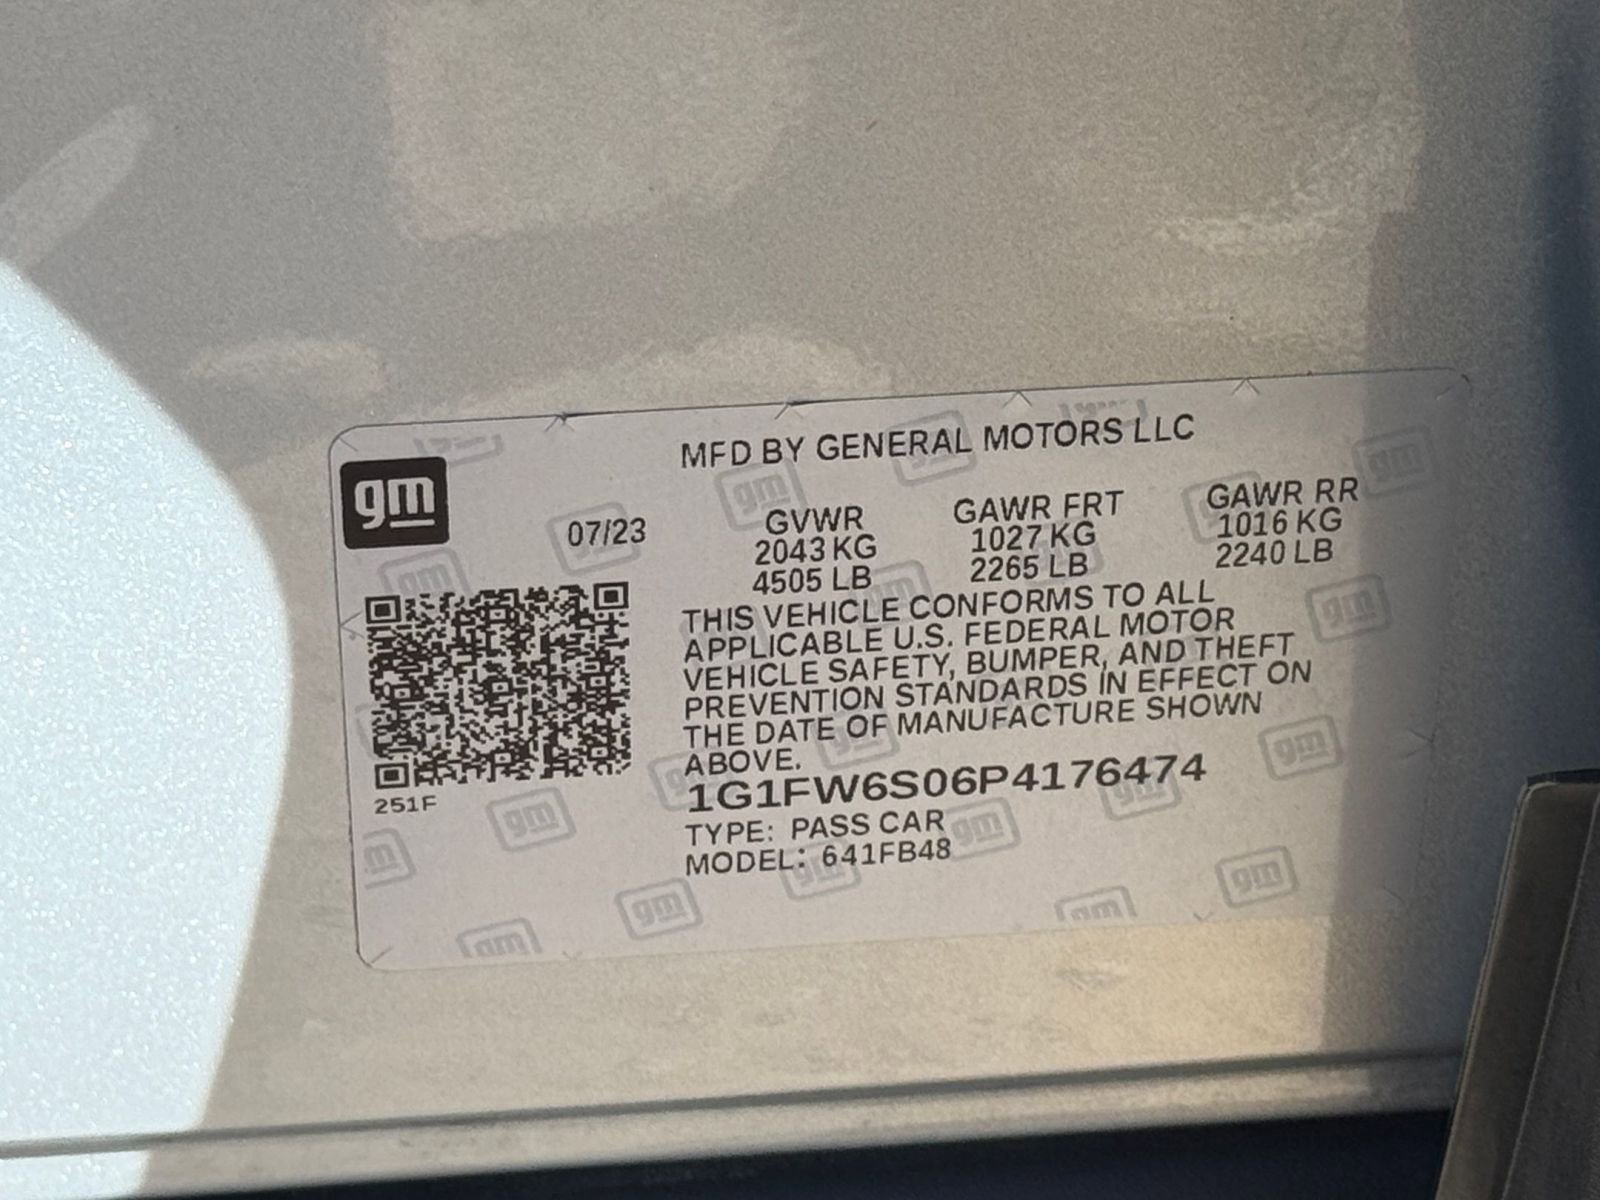 MFD BY GENERAL MOTORS LLC
gm
07/23
GVWR
2043 KG
4505 LB
GAWR FRT
1027 KG
2265 LB
GAWR RR
1016 KG
2240 LB
THIS VEHICLE CONFORMS TO ALL
APPLICABLE U.S. FEDERAL MOTOR
VEHICLE SAFETY, BUMPER, AND THEFT
PREVENTION STANDARDS IN EFFECT ON
THE DATE OF MANUFACTURE SHOWN
ABOVE.
251F
1G1FW6S06P4176474
TYPE: PASS CAR
MODEL: 641FB48